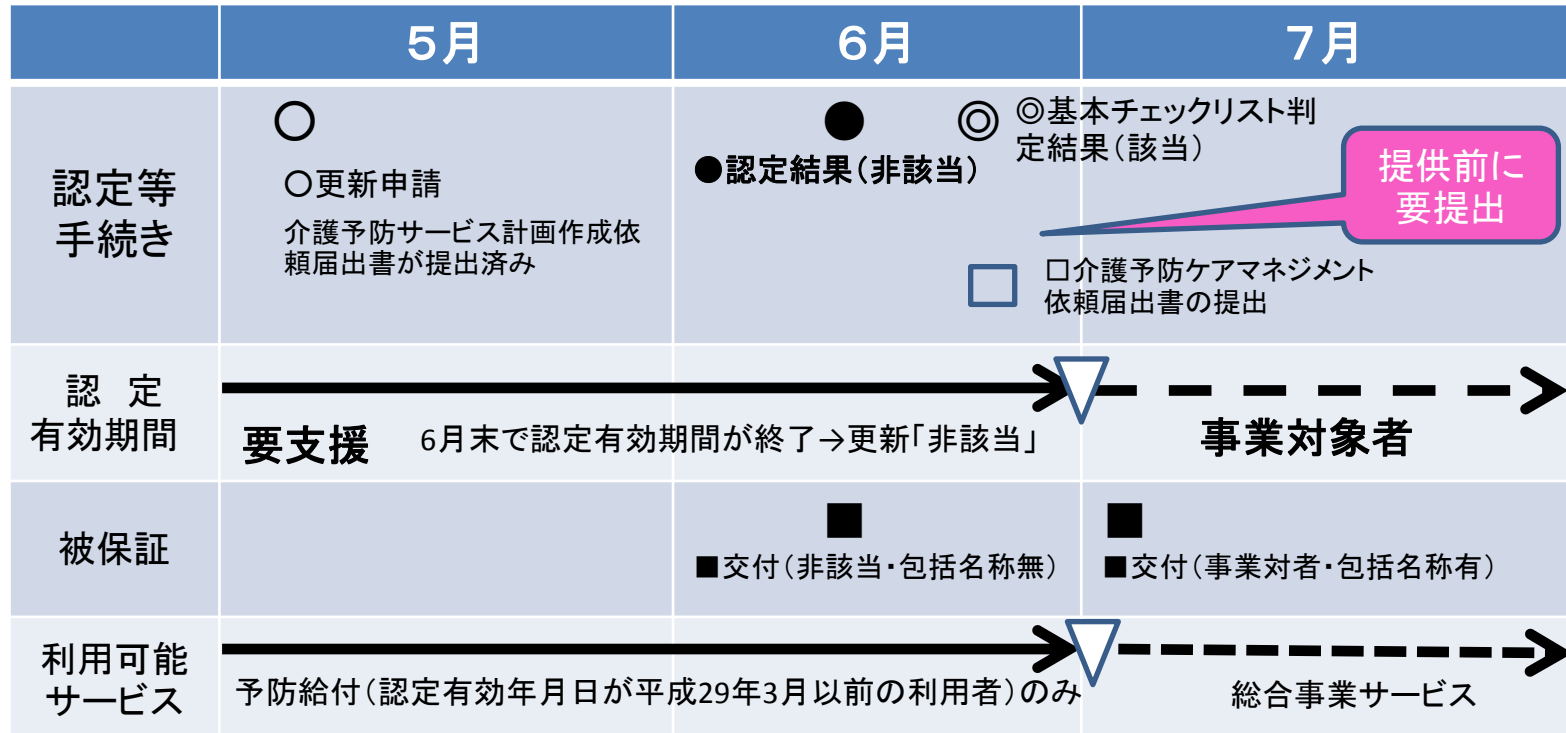 5月
6月
7月
認定等
手続き
○更新申請
介護予防サービス計画作成依
頼届出書が提出済み
●認定結果(非該当)
◎基本チェックリスト判
定結果(該当)
提供前に
要提出
□介護予防ケアマネジメント
依頼届出書の提出
認 定
有効期間
要支援
6月末で認定有効期間が終了→更新「非該当」
事業対象者
被保証
■交付(非該当・包括名称無)
■交付(事業対者・包括名称有)
利用可能
サービス
予防給付(認定有効年月日が平成29年3月以前の利用者)のみ
総合事業サービス